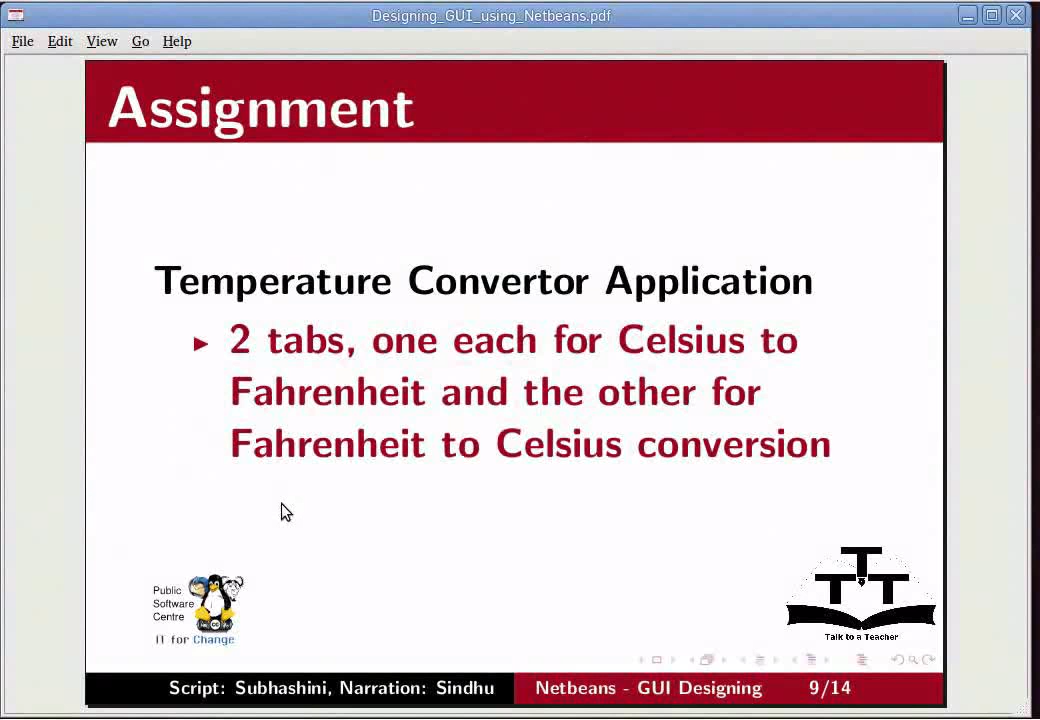 Designing_GUI_using_Netbeans.pdf
File Edit View Go Help
Assignment
Temperature Convertor Application
2 tabs, one each for Celsius to
Fahrenheit and the other for
Fahrenheit to Celsius conversion
Public
Software
Centre
IT for Change
T T T
Talk to a Teacher
Script: Subhashini, Narration: Sindhu
Netbeans - GUI Designing 9/14